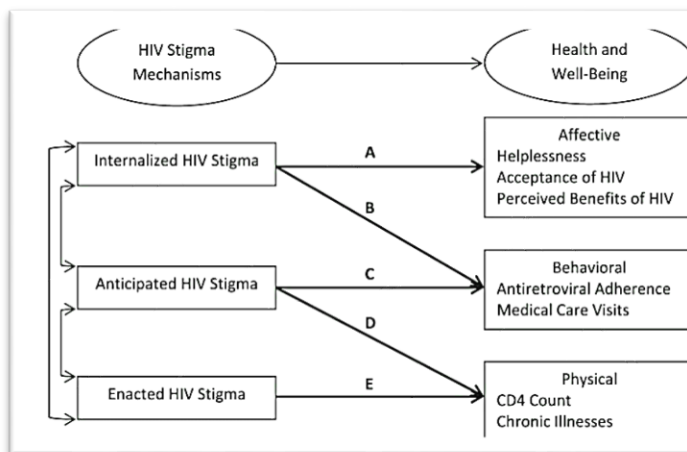 HIV Stigma
Mechanisms
Health and
Well-Being
Internalized HIV Stigma
A
Affective
Helplessness
Acceptance of HIV
Perceived Benefits of HIV
B
Anticipated HIV Stigma
C
Behavioral
Antiretroviral Adherence
Medical Care Visits
D
Enacted HIV Stigma
E
Physical
CD4 Count
Chronic Illnesses